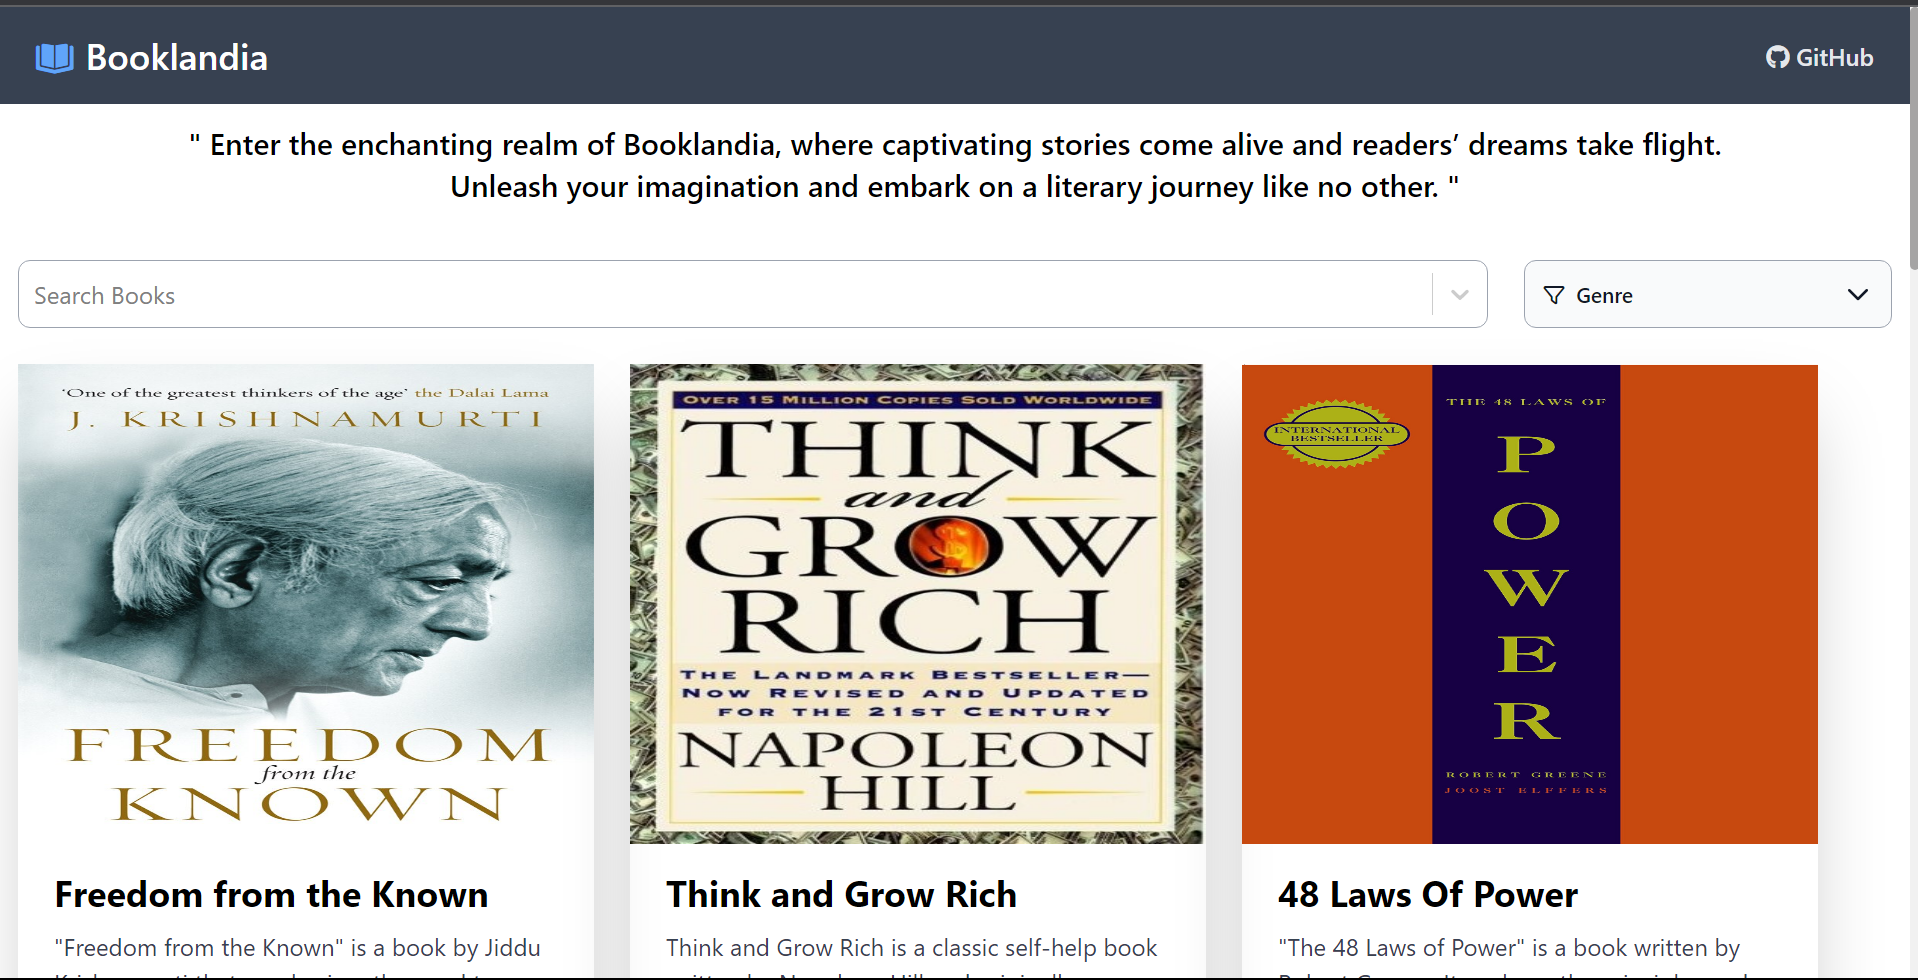 Booklandia
GitHub
" Enter the enchanting realm of Booklandia, where captivating stories come alive and readers’ dreams take flight.
Unleash your imagination and embark on a literary journey like no other. "
Search Books
Genre
‘One of the greatest thinkers of the age’ the Dalai Lama
J. KRISHNAMURTI
FREEDOM
from the
KNOWN
Freedom from the Known
"Freedom from the Known" is a book by Jiddu
OVER 15 MILLION COPIES SOLD WORLDWIDE
THINK
and
GROW
RICH
THE LANDMARK BESTSELLER—
NOW REVISED AND UPDATED
FOR THE 21ST CENTURY
NAPOLEON
HILL
Think and Grow Rich
Think and Grow Rich is a classic self-help book
INTERNATIONAL
BESTSELLER
THE 48 LAWS OF
P
O
W
E
R
ROBERT GREENE
JOOST ELFFERS
48 Laws Of Power
"The 48 Laws of Power" is a book written by